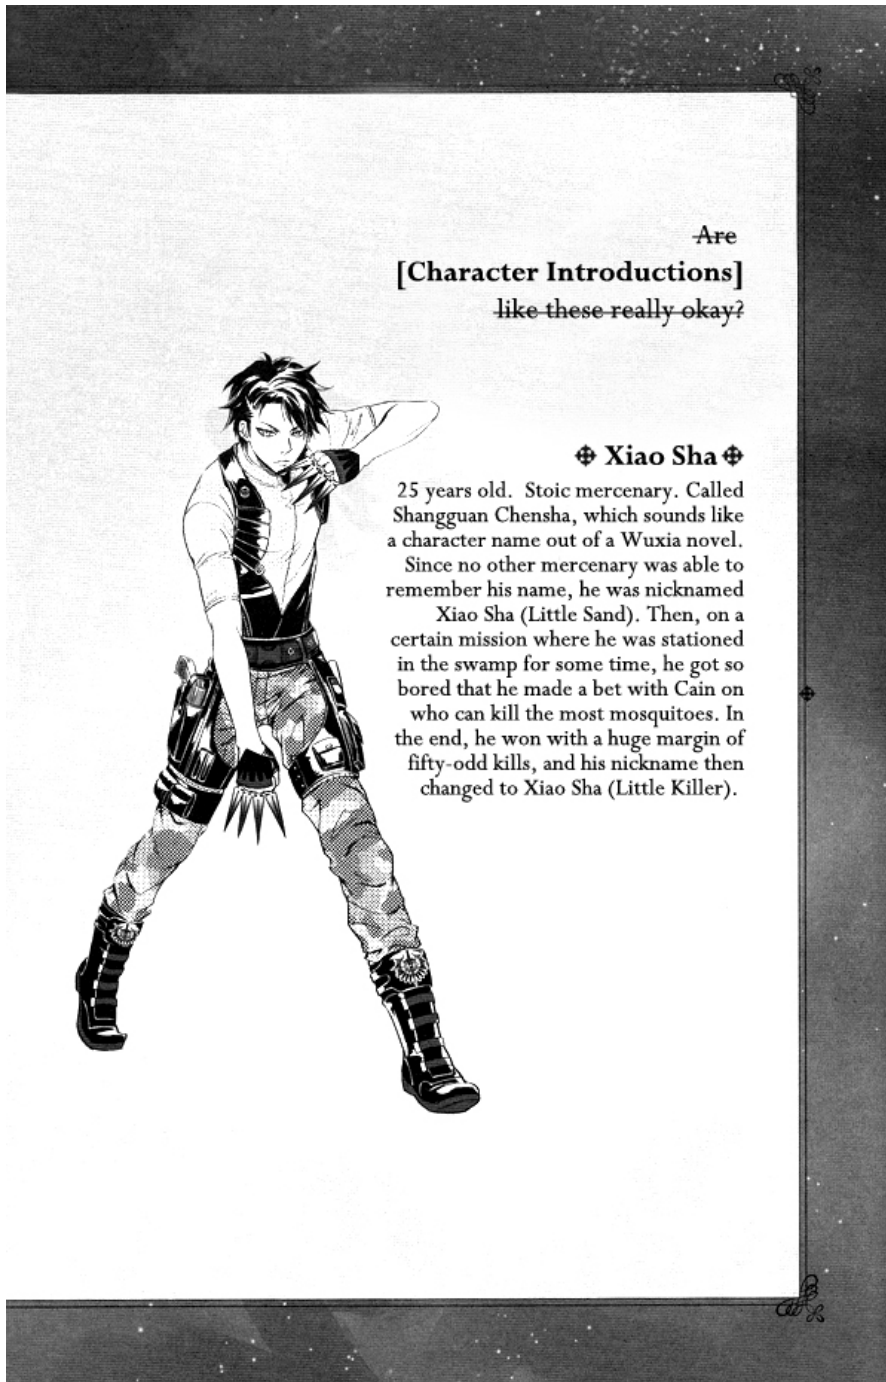 Are
[Character Introductions]
like these really okay?
Xiao Sha
25 years old. Stoic mercenary. Called
Shangguan Chensha, which sounds like
a character name out of a Wuxia novel.
Since no other mercenary was able to
remember his name, he was nicknamed
Xiao Sha (Little Sand). Then, on a
certain mission where he was stationed
in the swamp for some time, he got so
bored that he made a bet with Cain on
who can kill the most mosquitoes. In
the end, he won with a huge margin of
fifty-odd kills, and his nickname then
changed to Xiao Sha (Little Killer).